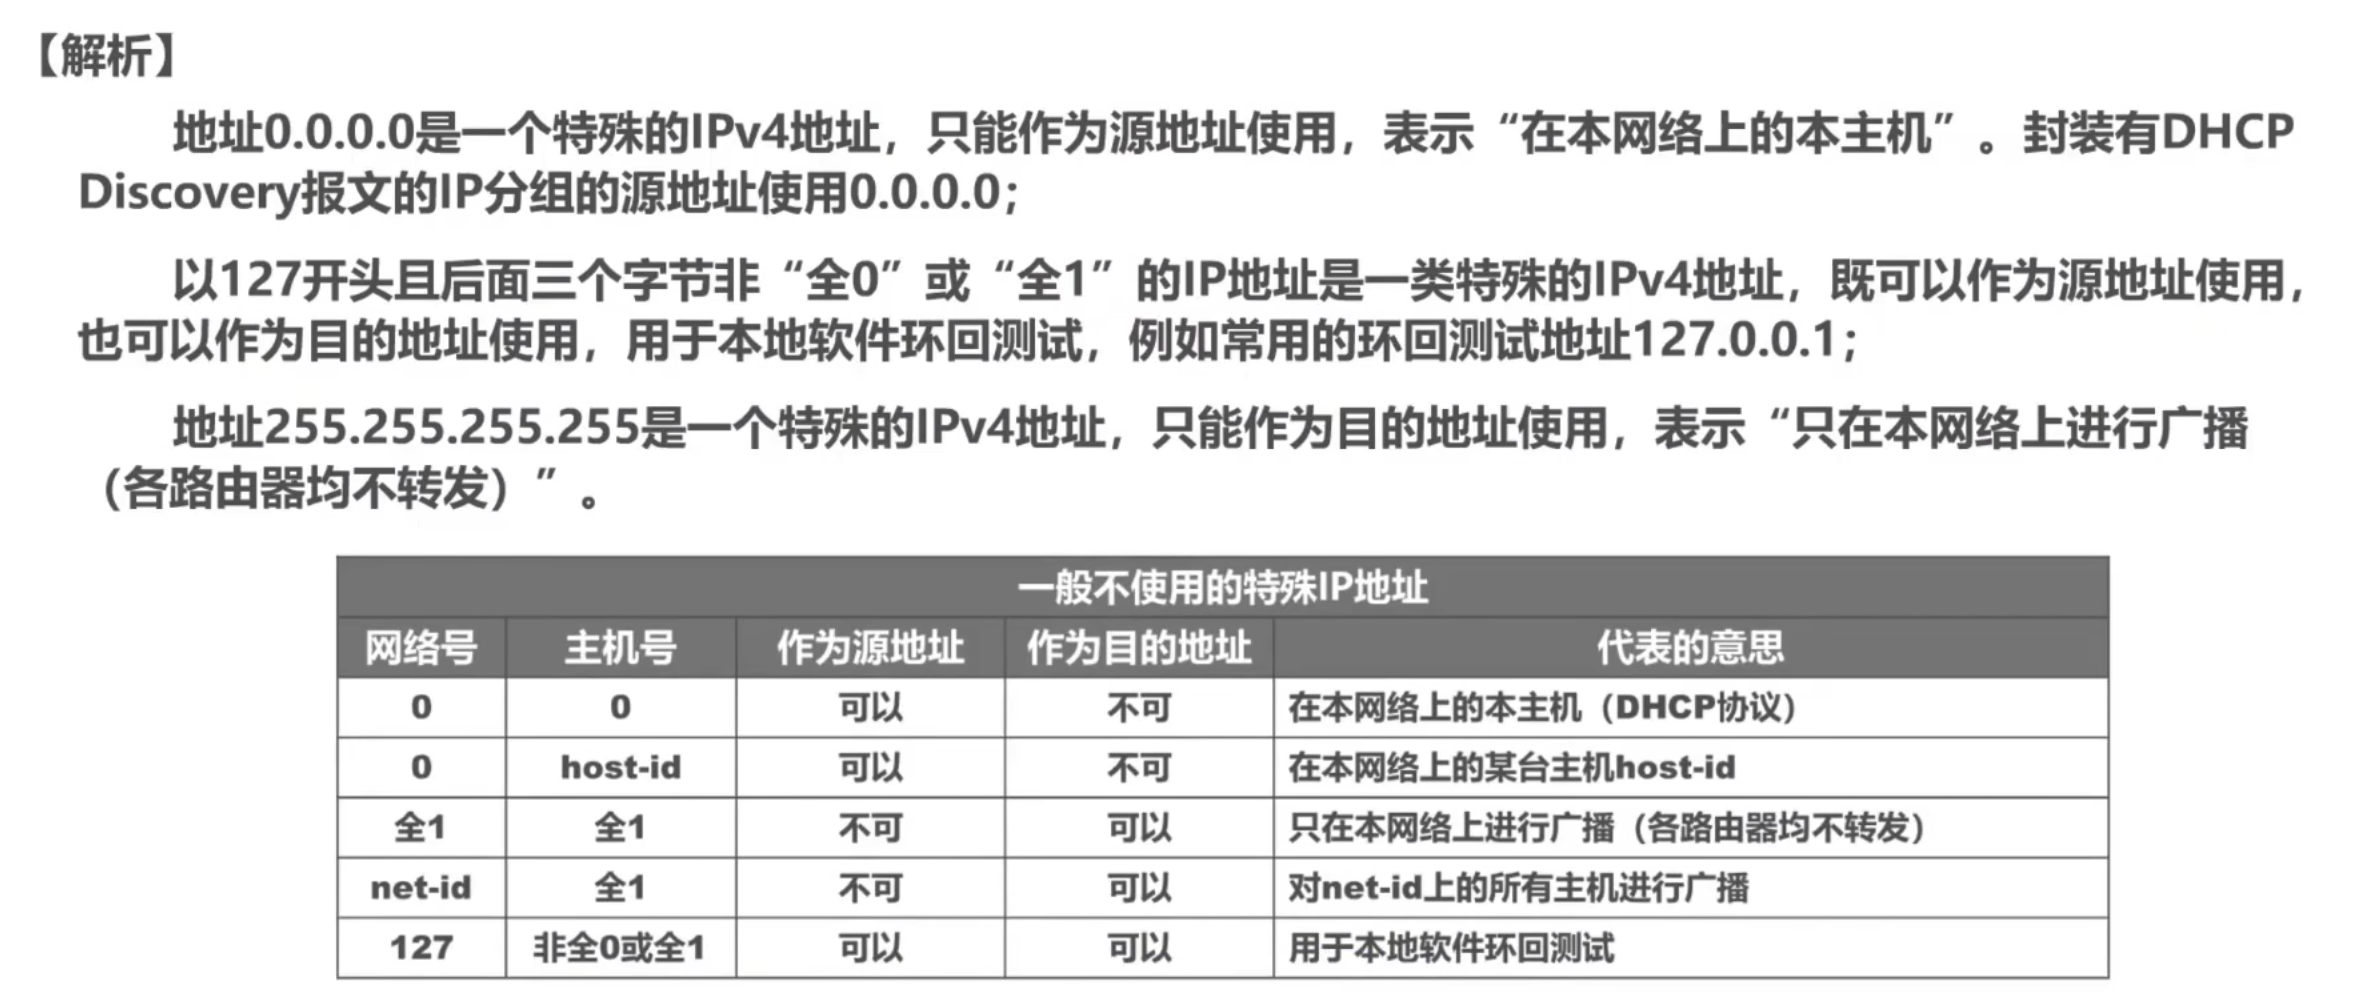 【解析】
地址0.0.0.0是一个特殊的IPv4地址，只能作为源地址使用，表示“在本网络上的本主机”。封装有DHCP
Discovery报文的IP分组的源地址使用0.0.0.0；
以127开头且后面三个字节非“全0”或“全1”的IP地址是一类特殊的IPv4地址，既可以作为源地址使用，
也可以作为目的地址使用，用于本地软件环回测试，例如常用的环回测试地址127.0.0.1；
地址255.255.255.255是一个特殊的IPv4地址，只能作为目的地址使用，表示“只在本网络上进行广播
（各路由器均不转发）”。
一般不使用的特殊IP地址
网络号 主机号 作为源地址 作为目的地址 代表的意思
0 0 可以 不可 在本网络上的本主机（DHCP协议）
0 host-id 可以 不可 在本网络上的某台主机host-id
全1 全1 不可 可以 只在本网络上进行广播（各路由器均不转发）
net-id 全1 不可 可以 对net-id上的所有主机进行广播
127 非全0或全1 可以 可以 用于本地软件环回测试